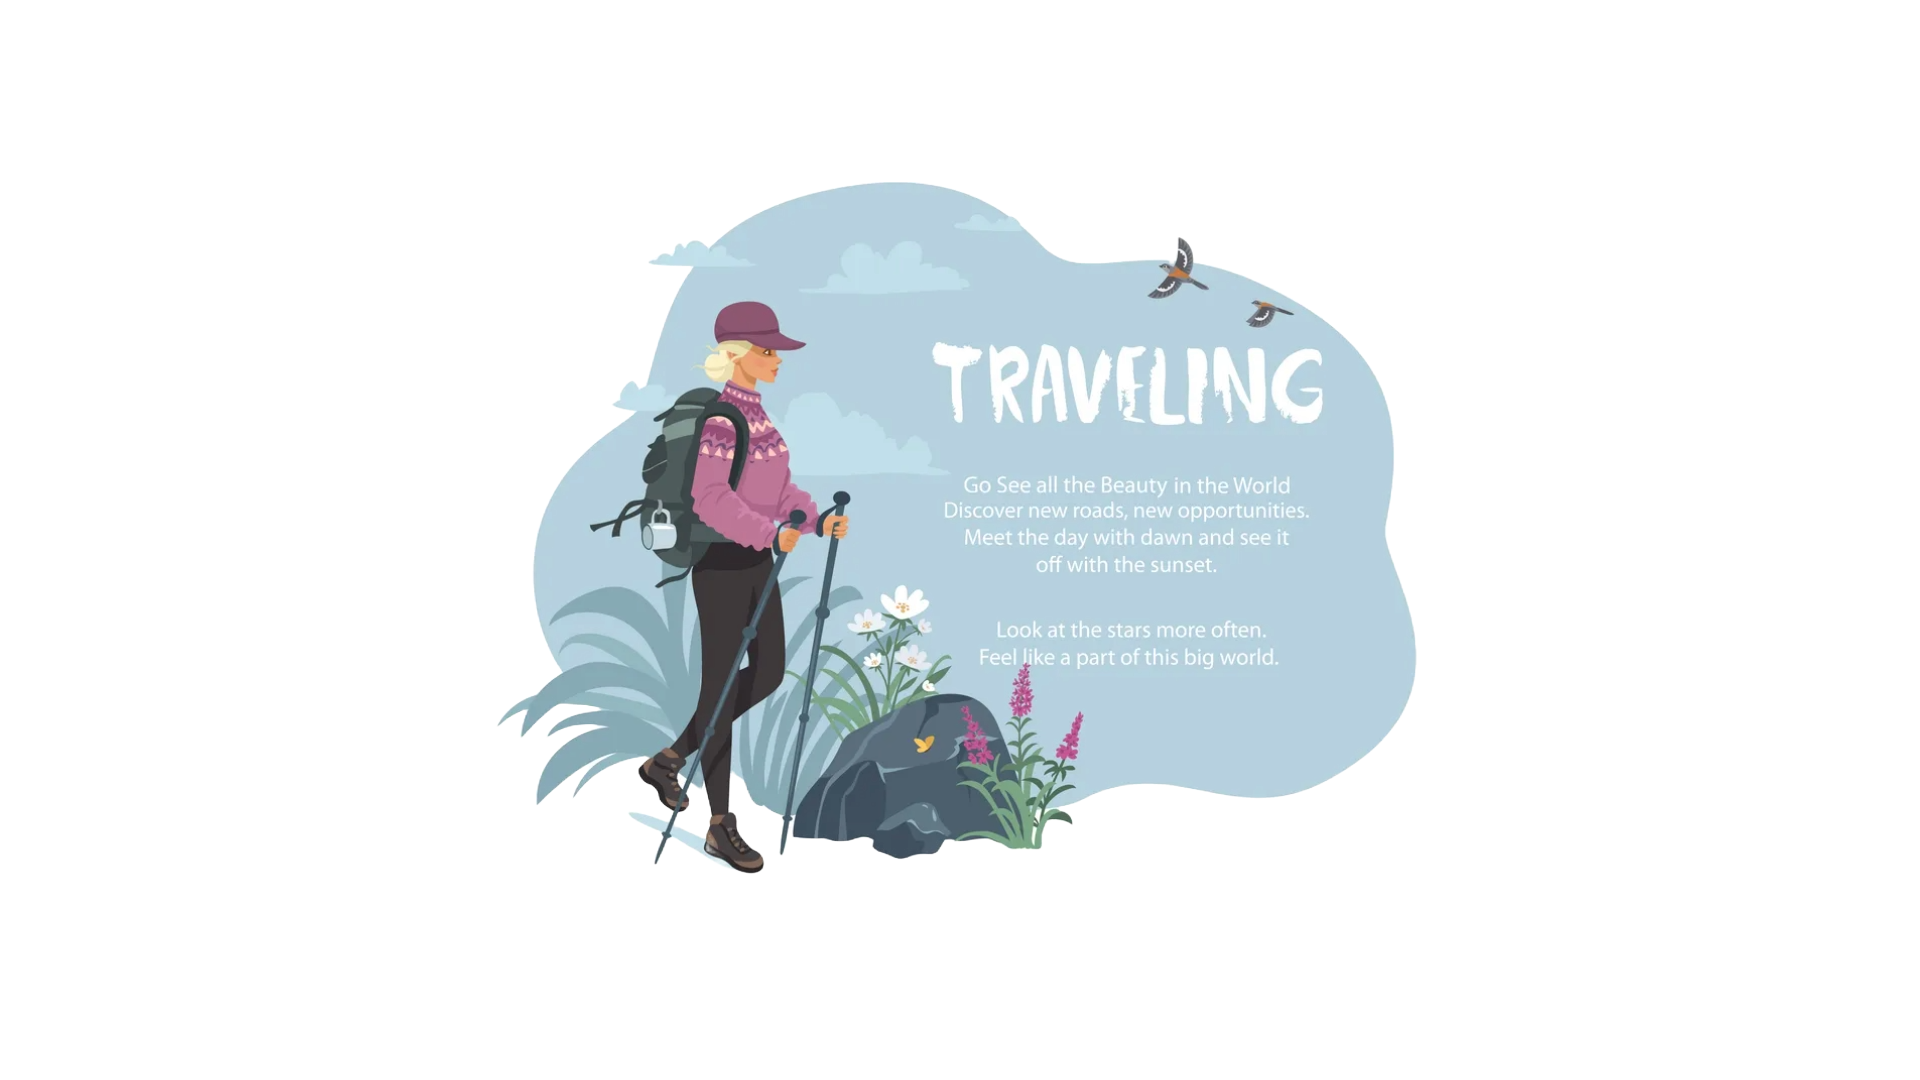 TRAVELING
Go See all the Beauty in the World
Discover new roads, new opportunities.
Meet the day with dawn and see it
off with the sunset.
Look at the stars more often.
Feel like a part of this big world.